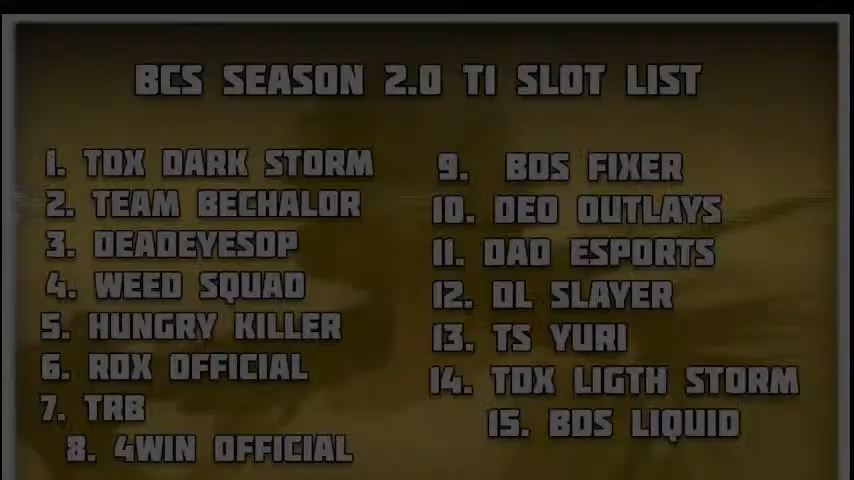 BCS SEASON 2.0 T1 SLOT LIST
1. TDX DARK STORM
2. TEAM BECHALOR
3. DEADEYESOP
4. WEED SQUAD
5. HUNGRY KILLER
6. RDX OFFICIAL
7. TRB
8. 4WIN OFFICIAL
9. BDS FIXER
10. DEO OUTLAYS
11. DAD ESPORTS
12. DL SLAYER
13. TS YURI
14. TDX LIGTH STORM
15. BDS LIQUID